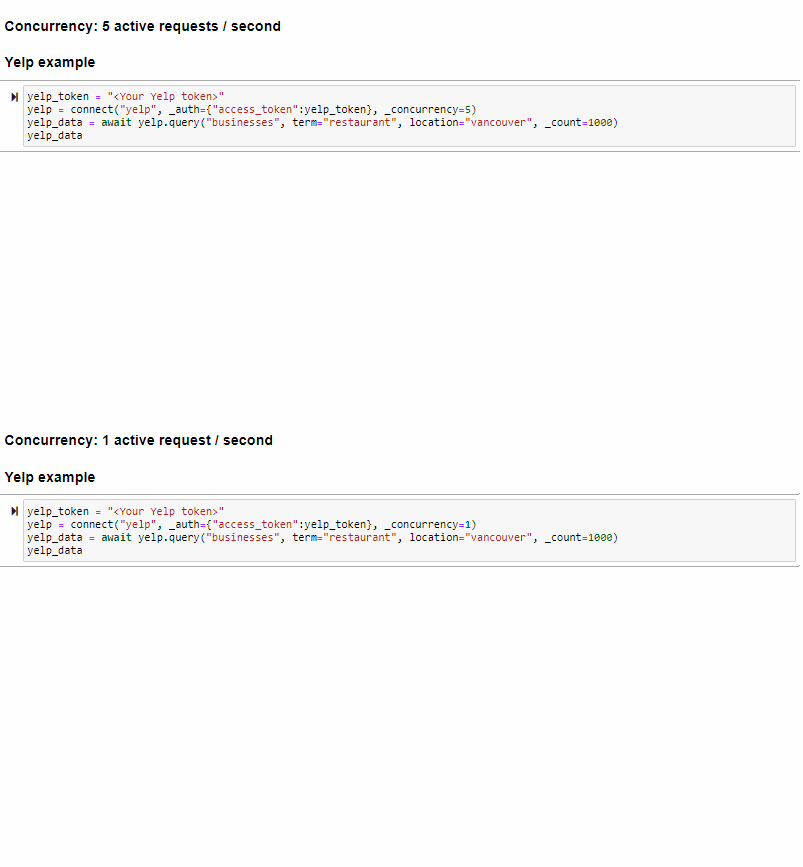 Concurrency: 5 active requests / second
Yelp example
yelp_token = "<Your Yelp token>"
yelp = connect("yelp", _auth={"access_token":yelp_token}, _concurrency=5)
yelp_data = await yelp.query("businesses", term="restaurant", location="vancouver", _count=1000)
yelp_data
Concurrency: 1 active request / second
Yelp example
yelp_token = "<Your Yelp token>"
yelp = connect("yelp", _auth={"access_token":yelp_token}, _concurrency=1)
yelp_data = await yelp.query("businesses", term="restaurant", location="vancouver", _count=1000)
yelp_data